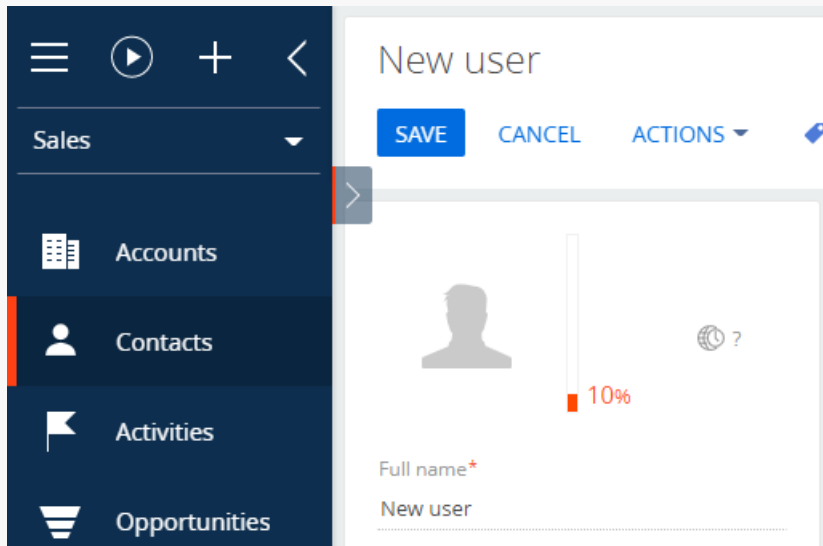 New user
Sales
SAVE CANCEL ACTIONS
Accounts
Contacts
?
10%
Activities
Full name*
New user
Opportunities